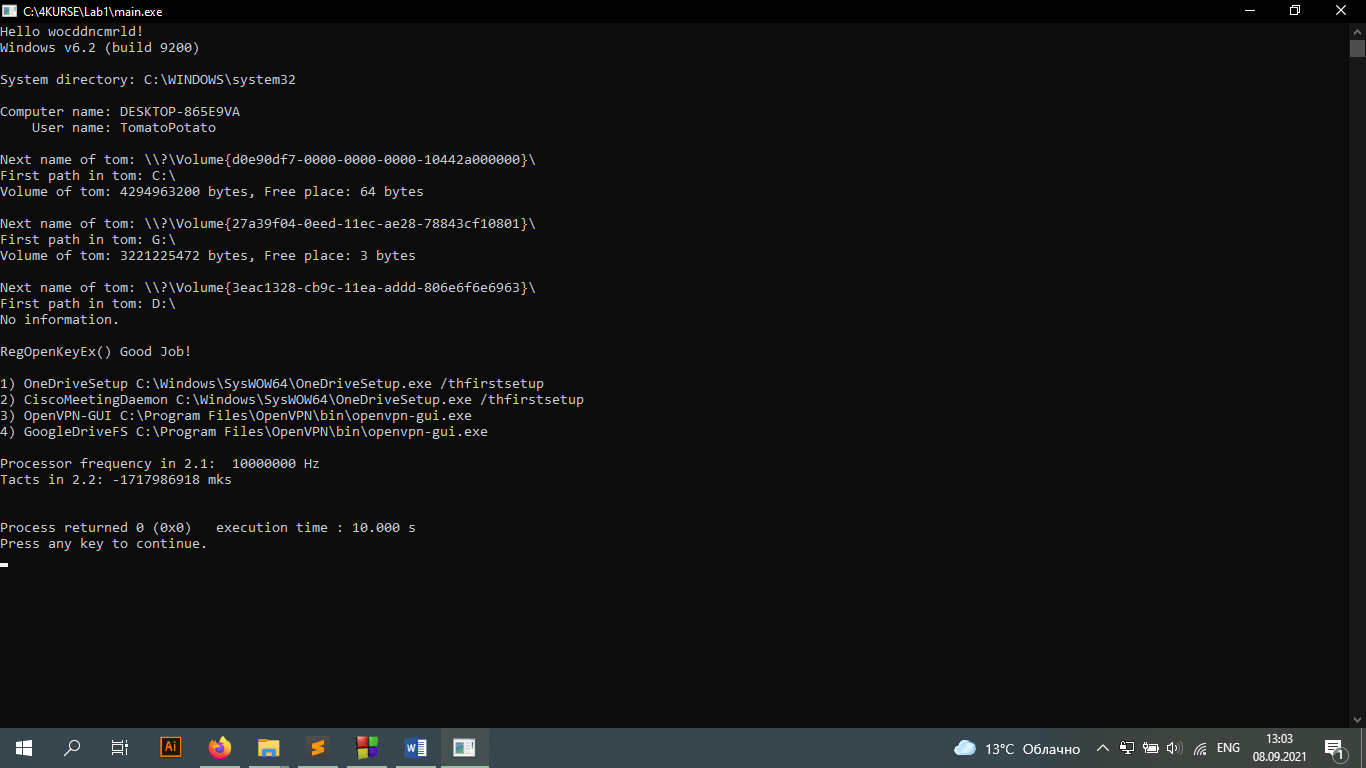 C:\4KURSE\Lab1\main.exe
Hello wocddncmrld!
Windows v6.2 (build 9200)
System directory: C:\WINDOWS\system32
Computer name: DESKTOP-865E9VA
User name: TomatoPotato
Next name of tom: \\?\Volume{d0e90df7-0000-0000-0000-10442a000000}\
First path in tom: C:\
Volume of tom: 4294963200 bytes, Free place: 64 bytes
Next name of tom: \\?\Volume{27a39f04-0eed-11ec-ae28-78843cf10801}\
First path in tom: G:\
Volume of tom: 3221225472 bytes, Free place: 3 bytes
Next name of tom: \\?\Volume{3eac1328-cb9c-11ea-addd-806e6f6e6963}\
First path in tom: D:\
No information.
RegOpenKeyEx() Good Job!
1) OneDriveSetup C:\Windows\SysWOW64\OneDriveSetup.exe /thfirstsetup
2) CiscoMeetingDaemon C:\Windows\SysWOW64\OneDriveSetup.exe /thfirstsetup
3) OpenVPN-GUI C:\Program Files\OpenVPN\bin\openvpn-gui.exe
4) GoogleDriveFS C:\Program Files\OpenVPN\bin\openvpn-gui.exe
Processor frequency in 2.1:  10000000 Hz
Tacts in 2.2: -1717986918 mks
Process returned 0 (0x0)   execution time : 10.000 s
Press any key to continue.
Ai
13°C Облачно
ENG
13:03
08.09.2021
1